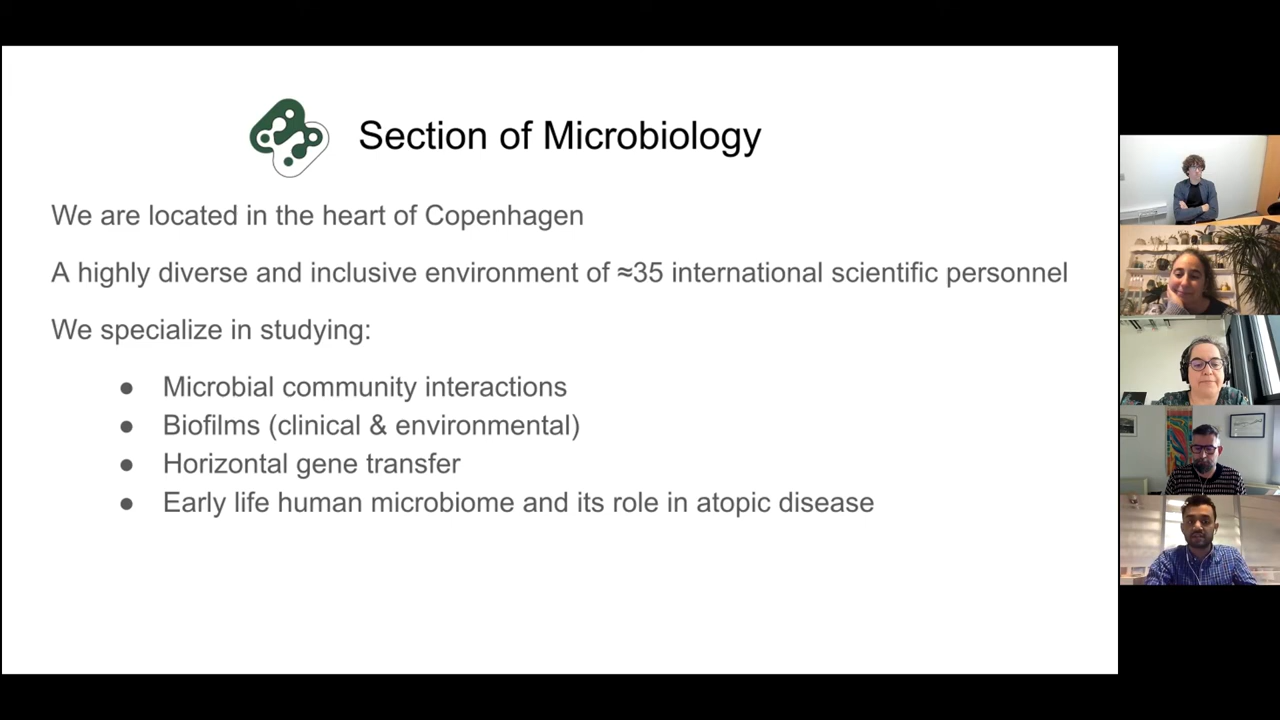 Section of Microbiology
We are located in the heart of Copenhagen
A highly diverse and inclusive environment of ≈35 international scientific personnel
We specialize in studying:
● Microbial community interactions
● Biofilms (clinical & environmental)
● Horizontal gene transfer
● Early life human microbiome and its role in atopic disease